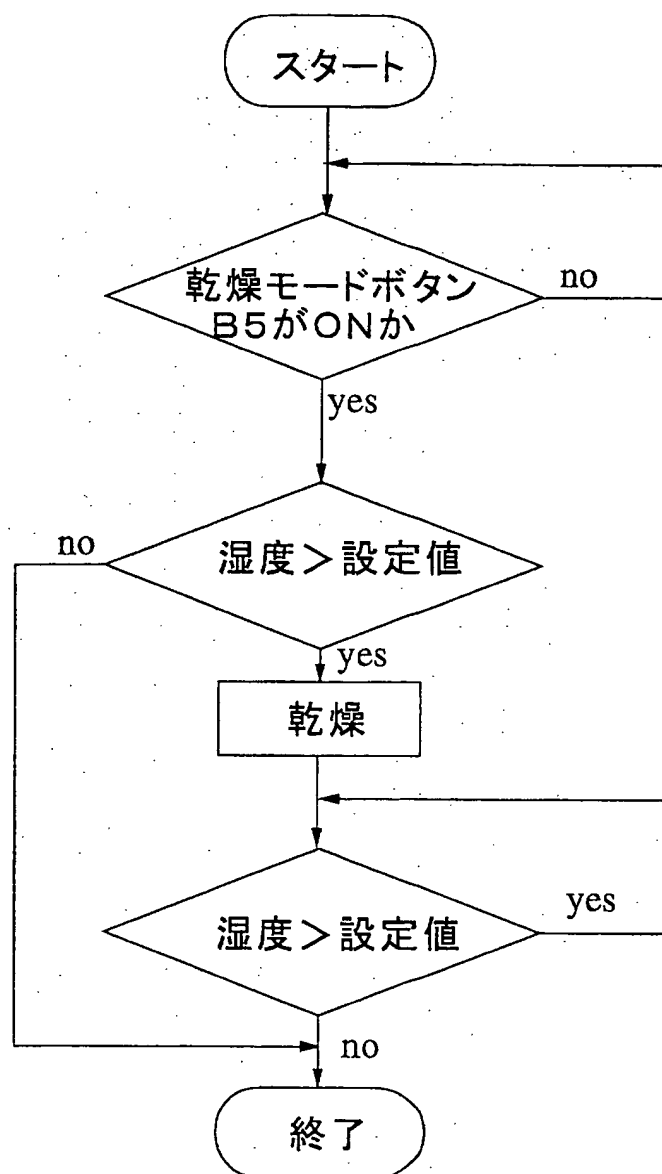 スタート
乾燥モードボタン
B5がONか
no
yes
湿度>設定値
no
yes
乾燥
湿度>設定値
yes
no
終了